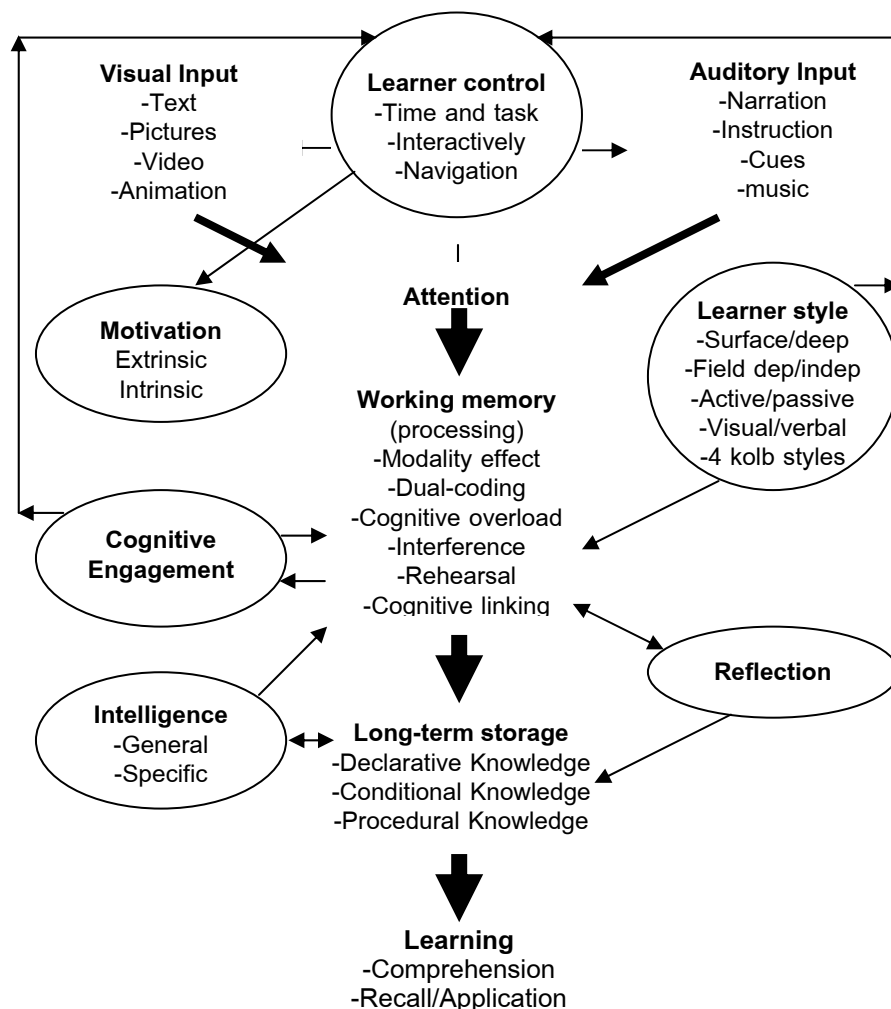 Visual Input
-Text
-Pictures
-Video
-Animation
Learner control
-Time and task
-Interactively
-Navigation
Auditory Input
-Narration
-Instruction
-Cues
-music
Attention
Motivation
Extrinsic
Intrinsic
Learner style
-Surface/deep
-Field dep/indep
-Active/passive
-Visual/verbal
-4 kolb styles
Working memory
(processing)
-Modality effect
-Dual-coding
-Cognitive overload
-Interference
-Rehearsal
-Cognitive linking
Cognitive
Engagement
Reflection
Intelligence
-General
-Specific
Long-term storage
-Declarative Knowledge
-Conditional Knowledge
-Procedural Knowledge
Learning
-Comprehension
-Recall/Application